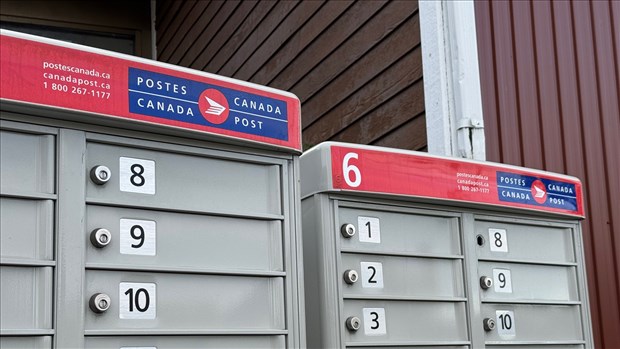 postescanada.ca
canadapost.ca
1 800 267-1177
POSTES CANADA
CANADA POST
8
9
10
6
postescanada.ca
canadapost.ca
1 800 267-1177
POSTES CANADA
CANADA POST
1
2
3
8
9
10